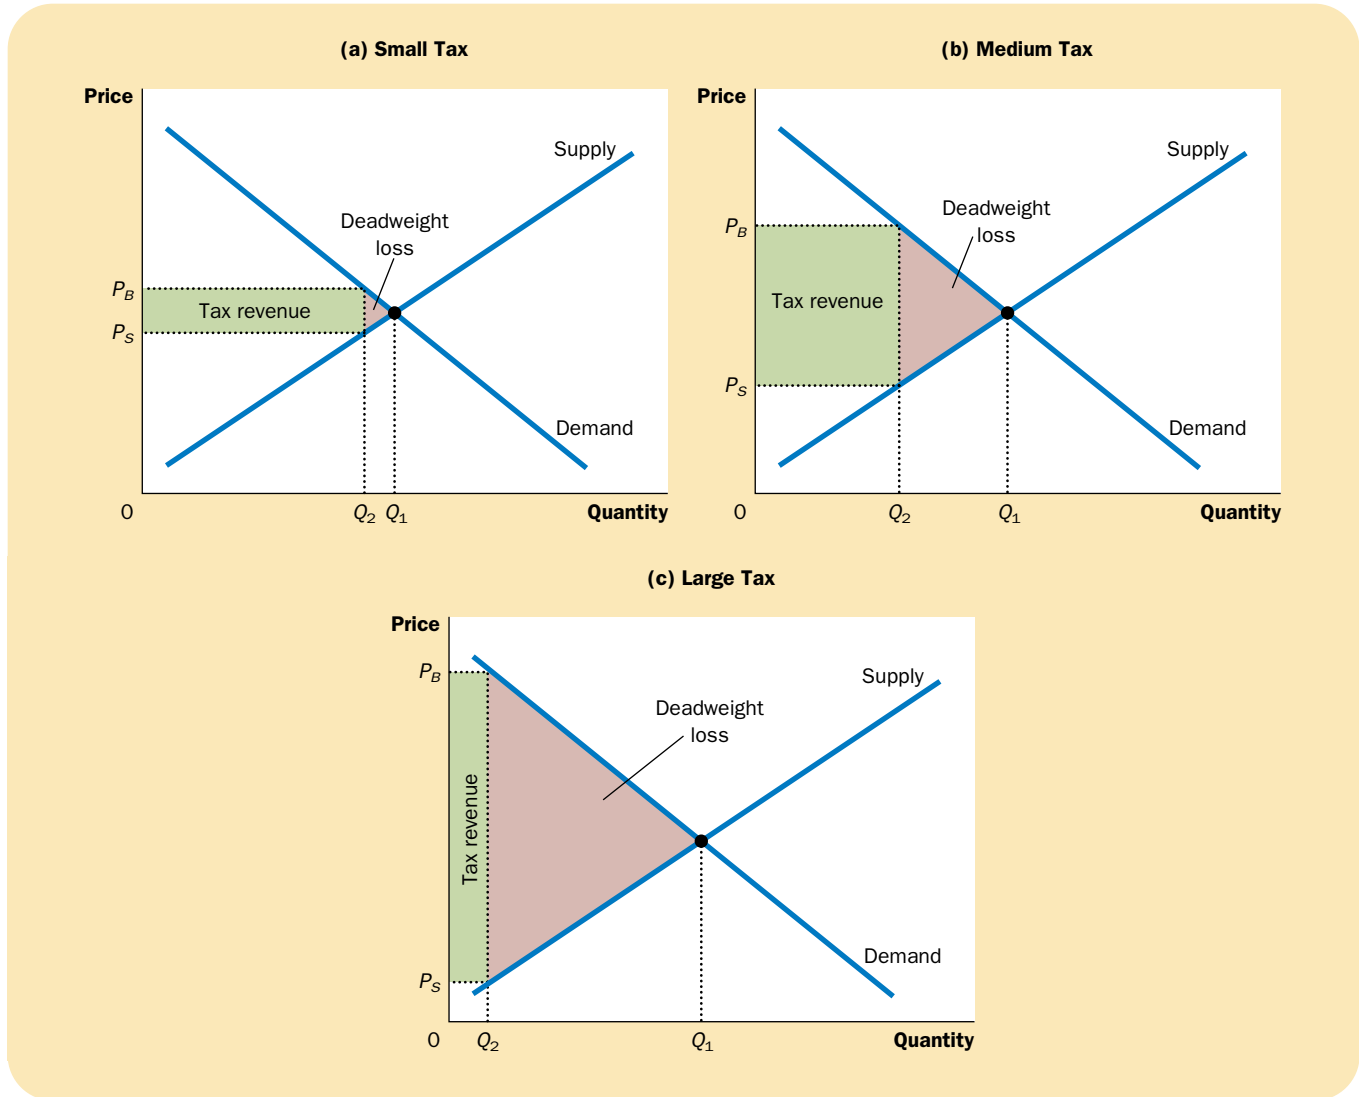 (a) Small Tax
Price
Supply
Deadweight
loss
P_B
Tax revenue
P_S
Demand
0
Q_2
Q_1
Quantity
(b) Medium Tax
Price
Supply
Deadweight
loss
P_B
Tax revenue
P_S
Demand
0
Q_2
Q_1
Quantity
(c) Large Tax
Price
P_B
Supply
Deadweight
loss
Tax revenue
Demand
P_S
0
Q_2
Q_1
Quantity